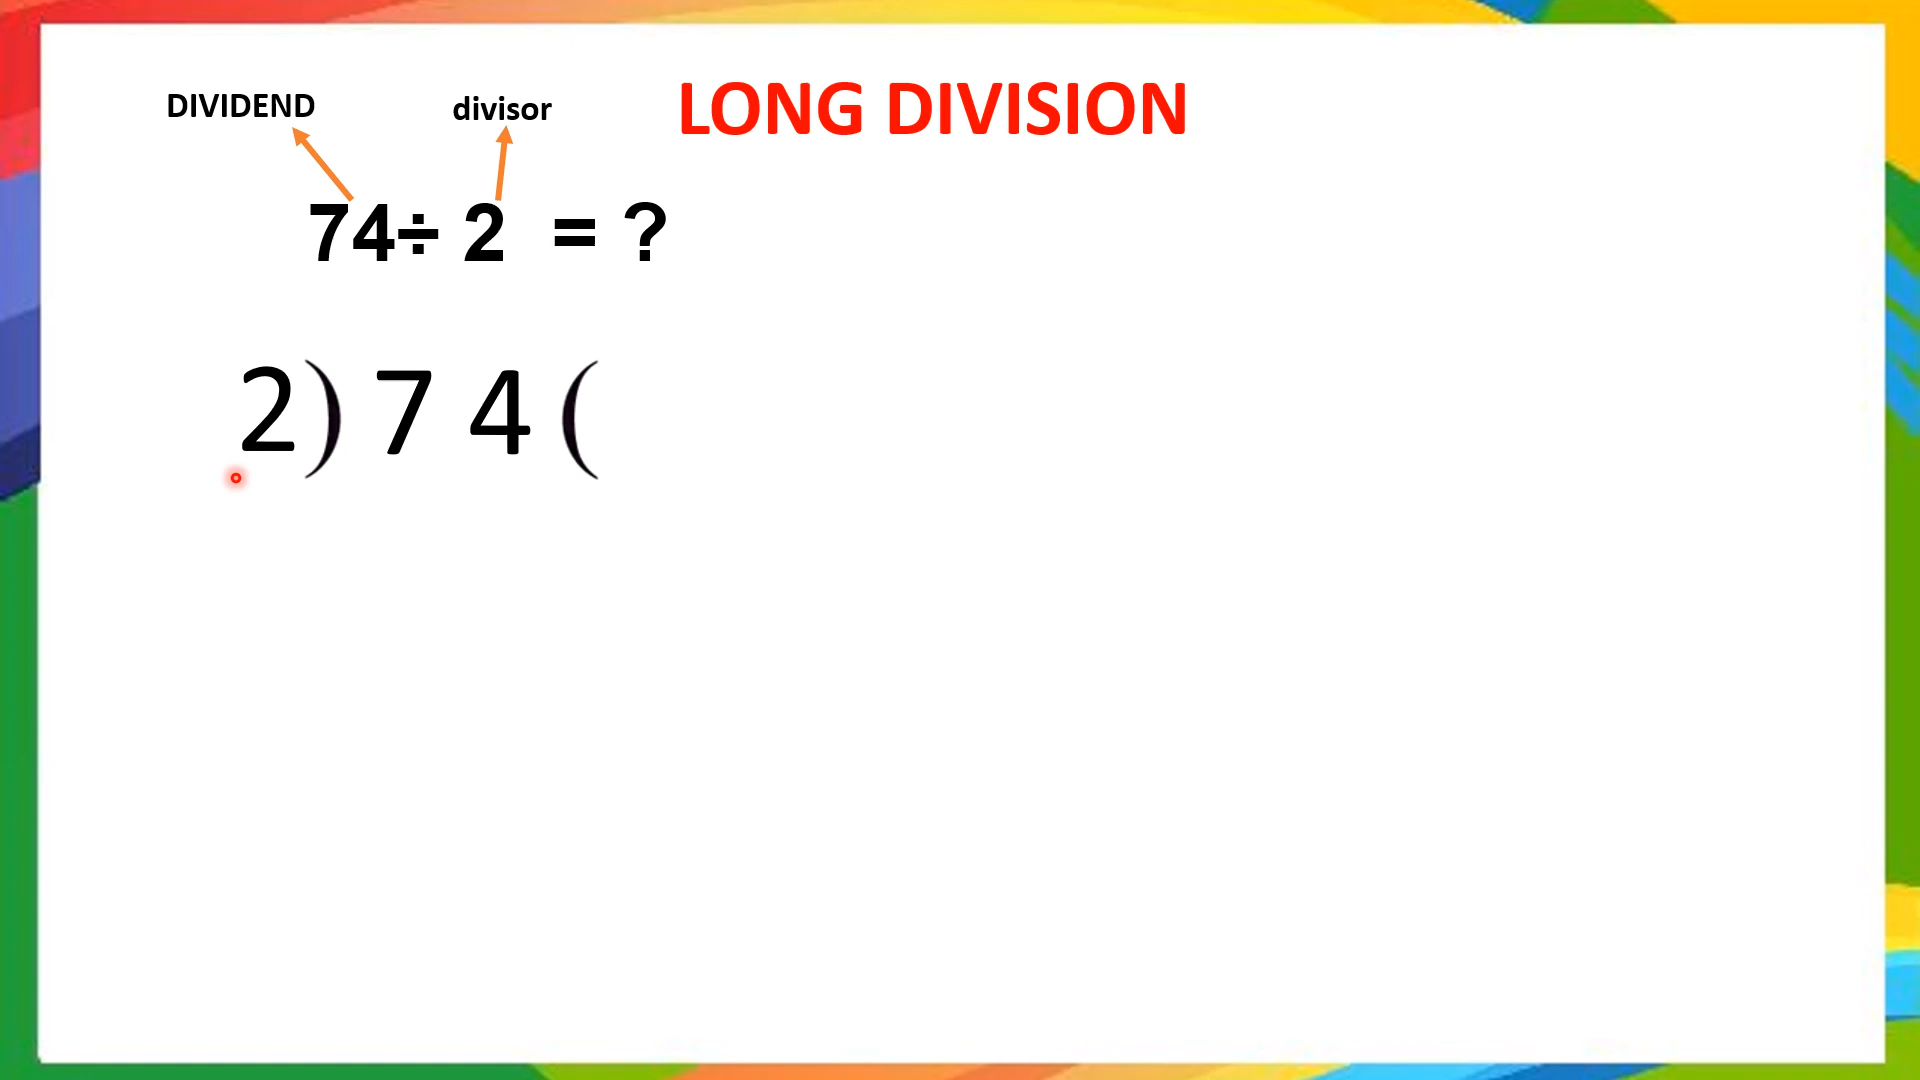 LONG DIVISION
DIVIDEND divisor
74÷ 2 = ?
2) 7 4 (